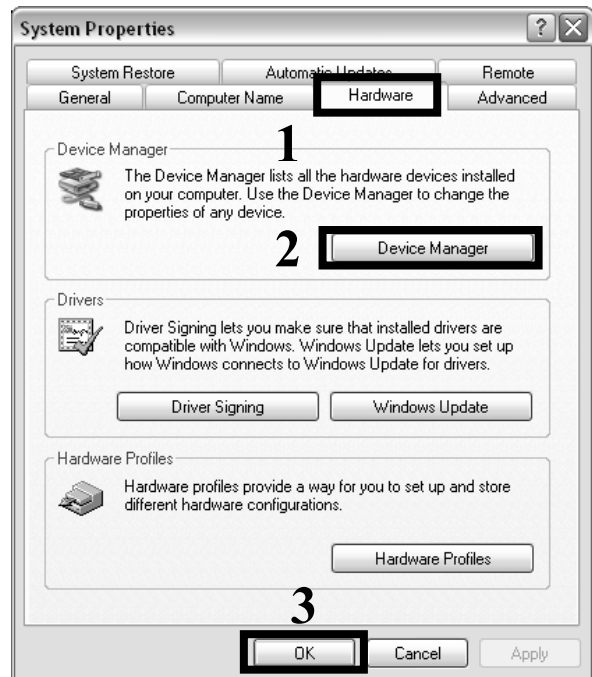 System Properties
System Restore Automatic Updates Remote
General Computer Name Hardware Advanced
1
Device Manager
The Device Manager lists all the hardware devices installed
on your computer. Use the Device Manager to change the
properties of any device.
2 Device Manager
Drivers
Driver Signing lets you make sure that installed drivers are
compatible with Windows. Windows Update lets you set up
how Windows connects to Windows Update for drivers.
Driver Signing Windows Update
Hardware Profiles
Hardware profiles provide a way for you to set up and store
different hardware configurations.
Hardware Profiles
3
OK Cancel Apply